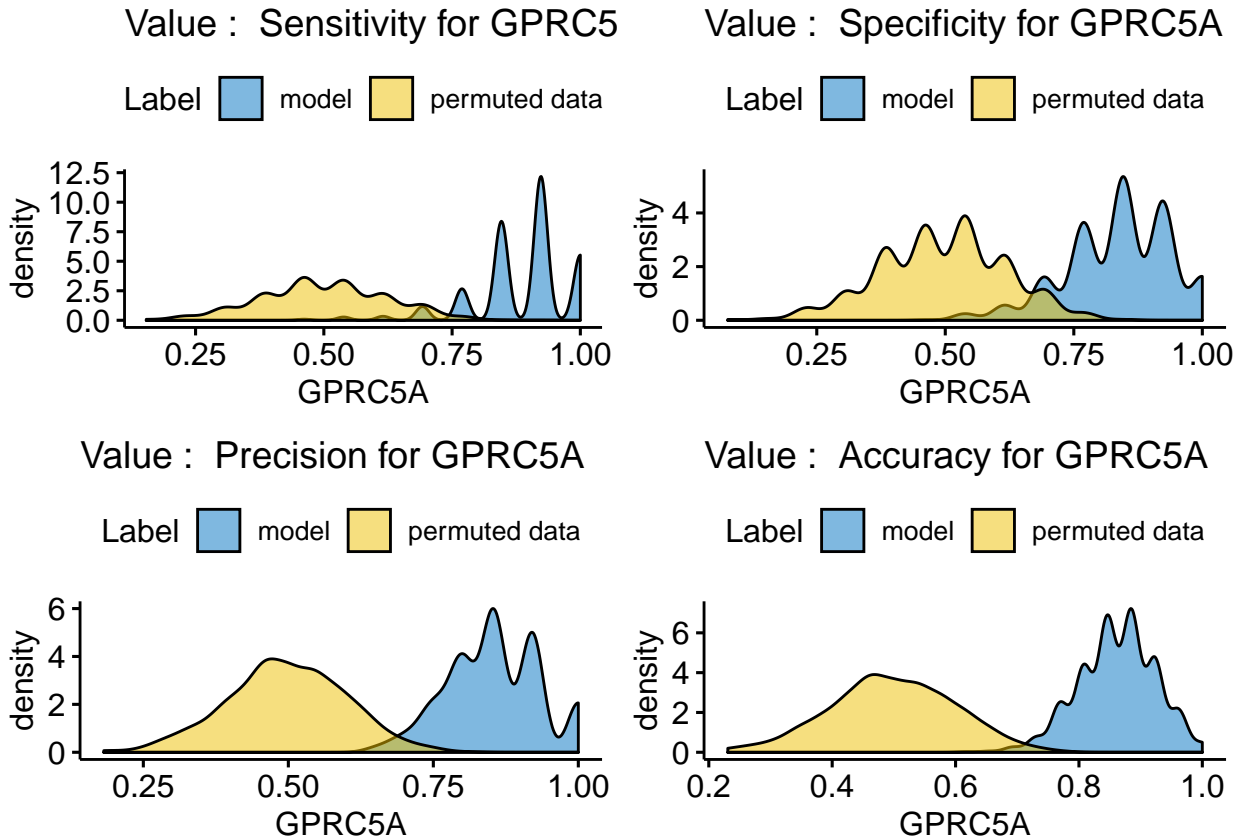 Value :  Sensitivity for GPRC5
Label model permuted data
density
12.5
10.0
7.5
5.0
2.5
0.0
0.25 0.50 0.75 1.00
GPRC5A
Value :  Specificity for GPRC5A
Label model permuted data
density
4
2
0
0.25 0.50 0.75 1.00
GPRC5A
Value :  Precision for GPRC5A
Label model permuted data
density
6
4
2
0
0.25 0.50 0.75 1.00
GPRC5A
Value :  Accuracy for GPRC5A
Label model permuted data
density
6
4
2
0
0.2 0.4 0.6 0.8 1.0
GPRC5A